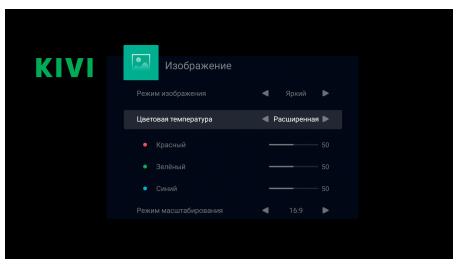 KIVI
Изображение
Режим изображения Яркий
Цветовая температура Расширенная
Красный 50
Зелёный 50
Синий 50
Режим масштабирования 16:9